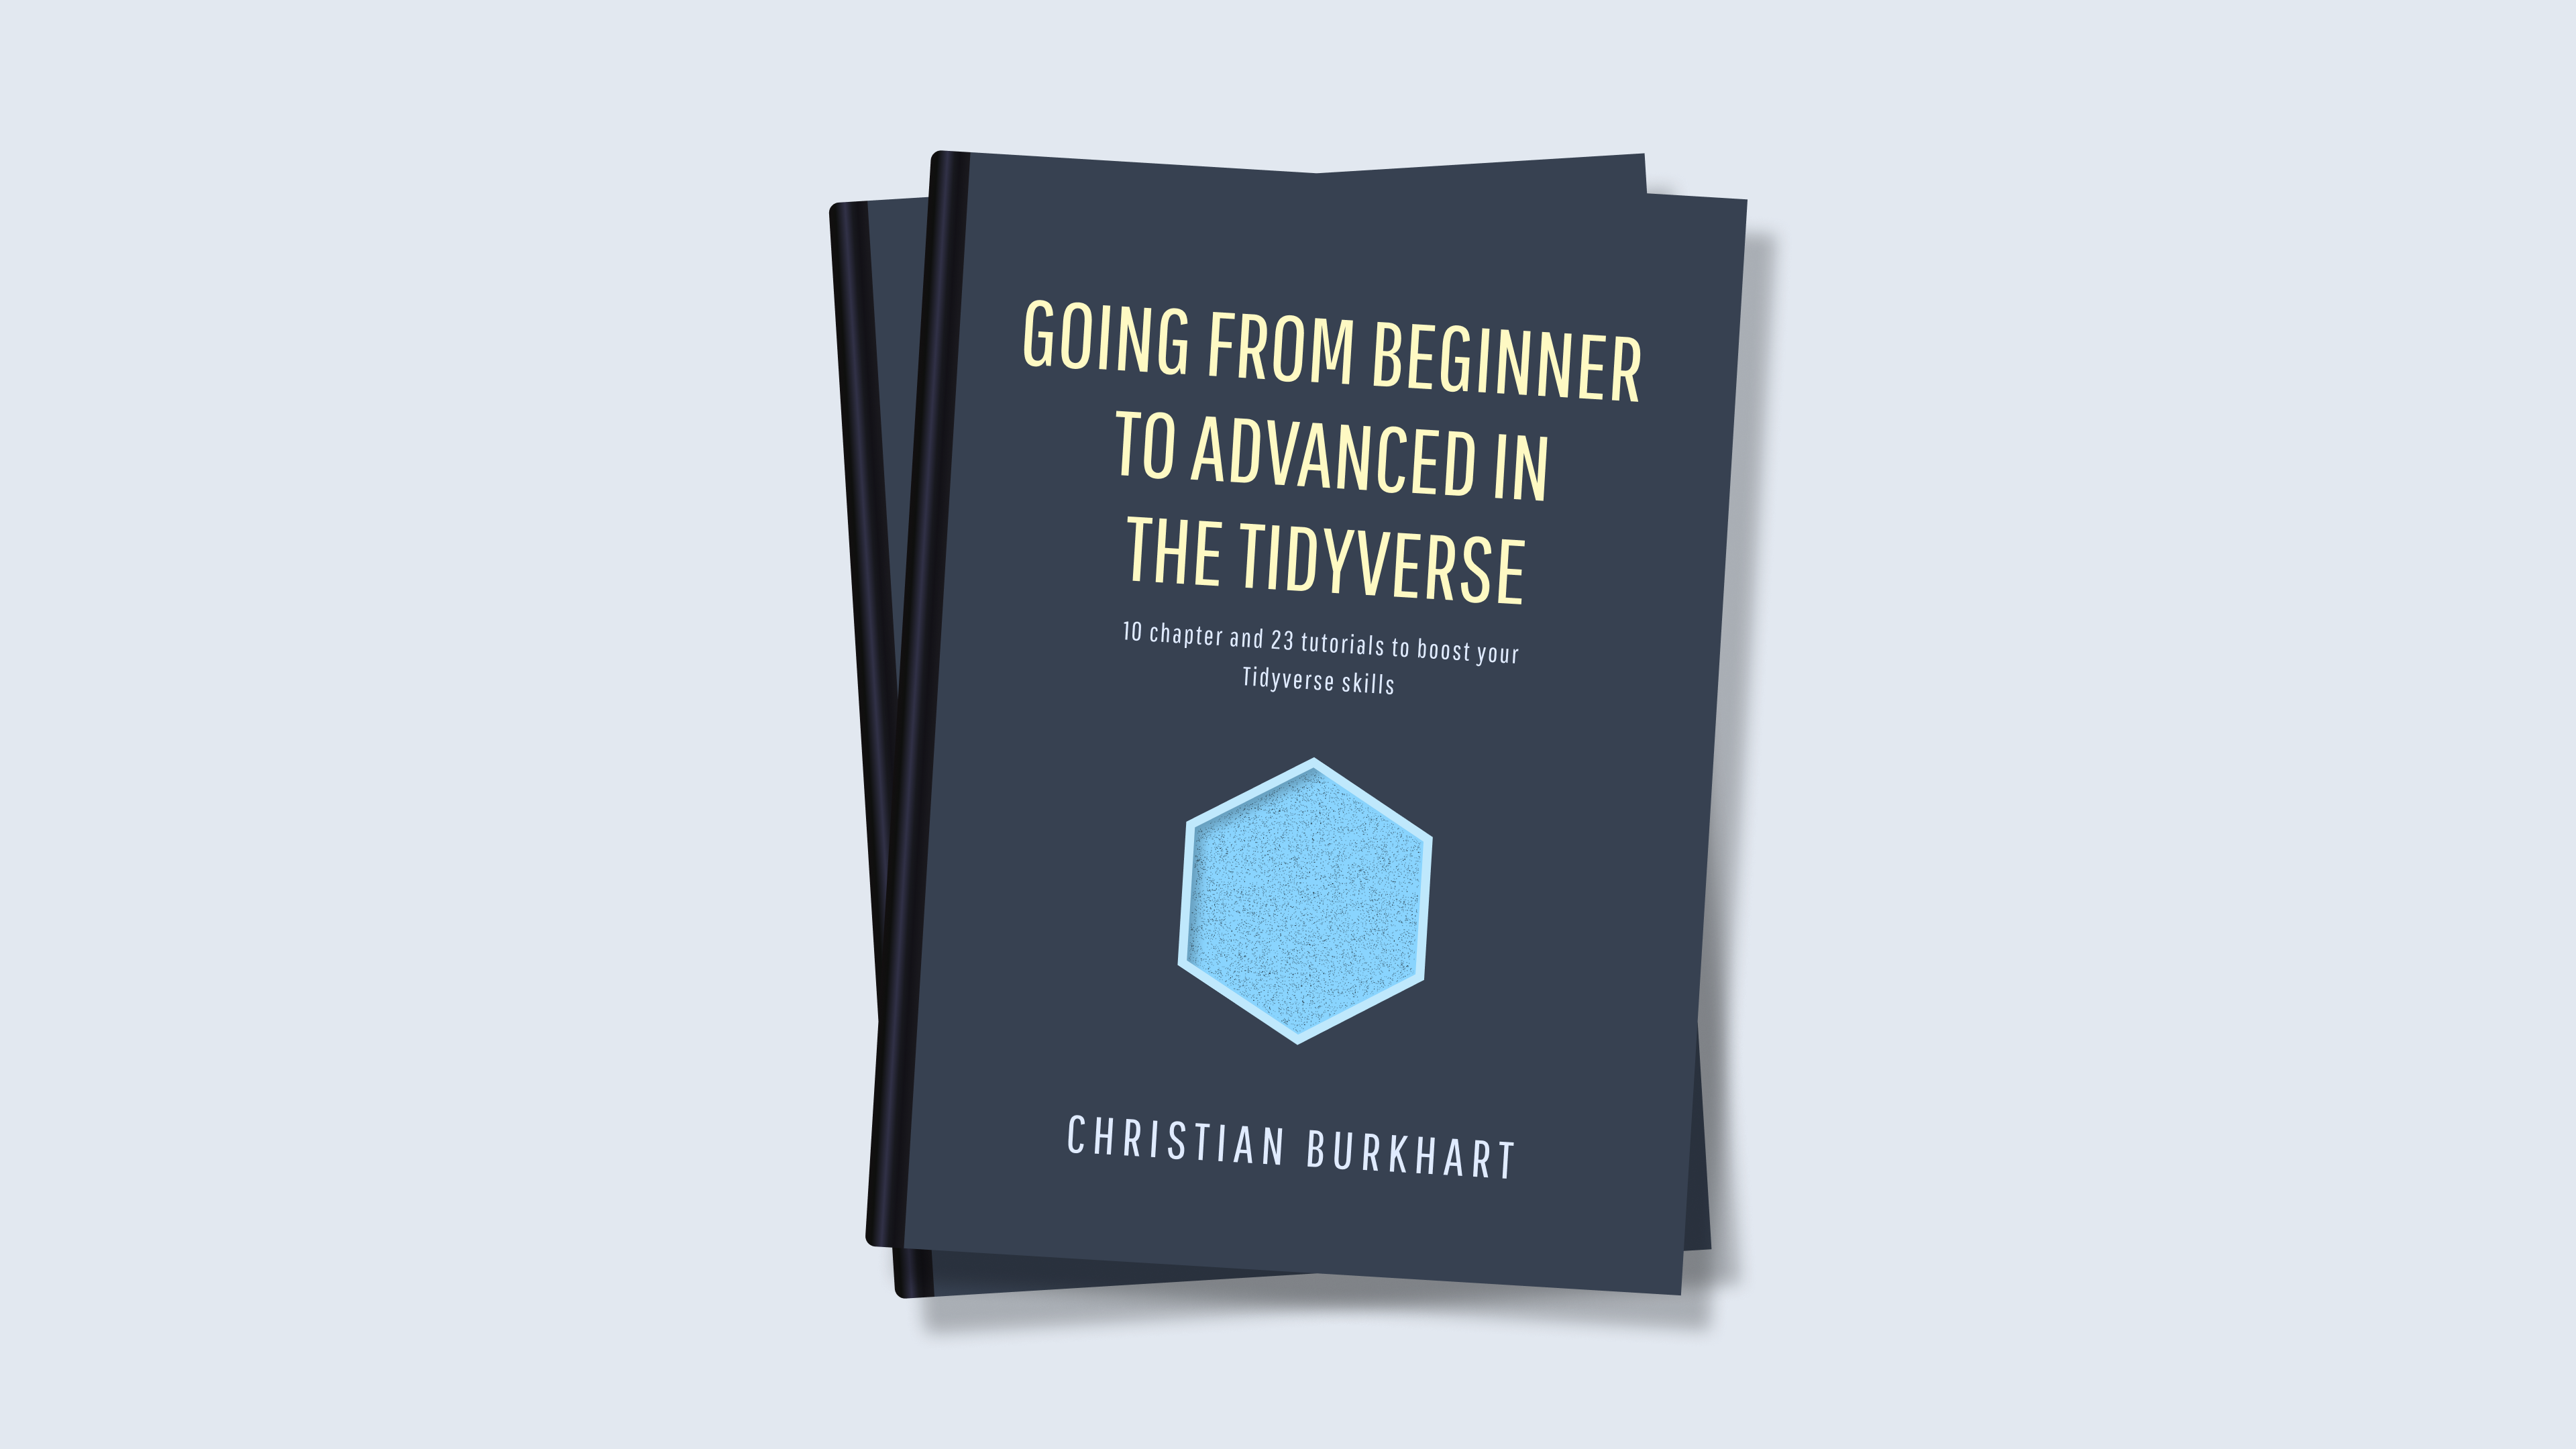 GOING FROM BEGINNER
TO ADVANCED IN
THE TIDYVERSE
10 chapter and 23 tutorials to boost your
Tidyverse skills
CHRISTIAN BURKHART